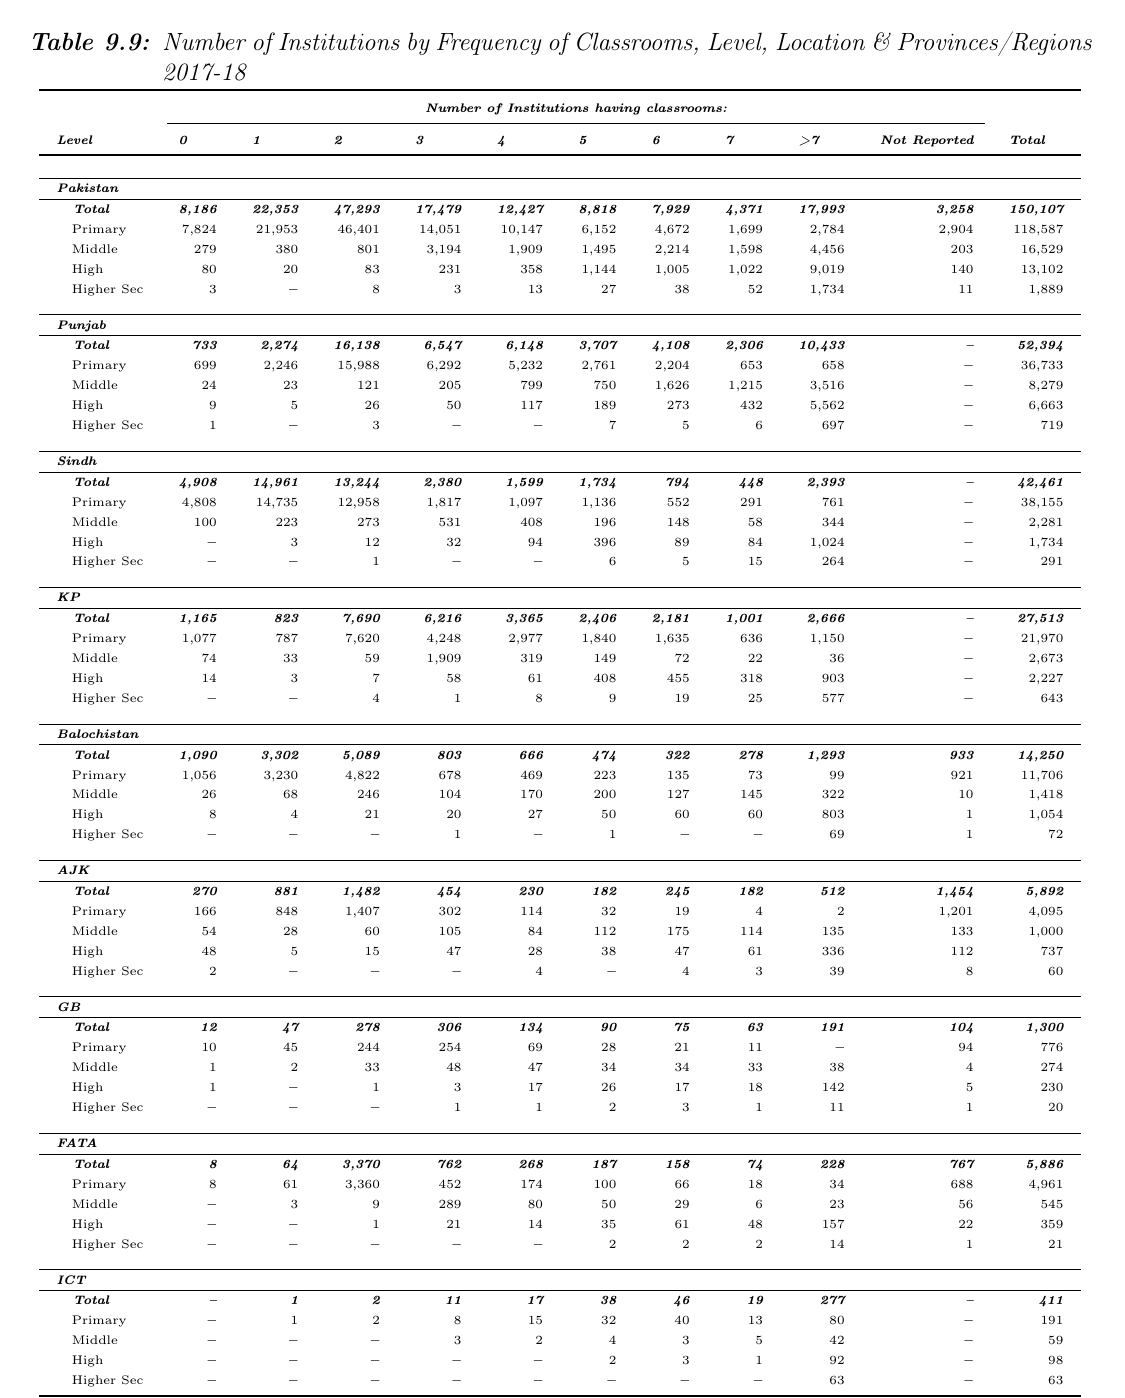 Table 9.9: Number of Institutions by Frequency of Classrooms, Level, Location & Provinces/Regions
2017-18
Number of Institutions having classrooms:
Level 0 1 2 3 4 5 6 7 >7 Not Reported Total
Pakistan
Total 8,186 22,353 47,293 17,479 12,427 8,818 7,929 4,371 17,993 3,258 150,107
Primary 7,824 21,953 46,401 14,051 10,147 6,152 4,672 1,699 2,784 2,904 118,587
Middle 279 380 801 3,194 1,909 1,495 2,214 1,598 4,456 203 16,529
High 80 20 83 231 358 1,144 1,005 1,022 9,019 140 13,102
Higher Sec 3 – 8 3 13 27 38 52 1,734 11 1,889
Punjab
Total 733 2,274 16,138 6,547 6,148 3,707 4,108 2,306 10,433 – 52,394
Primary 699 2,246 15,988 6,292 5,232 2,761 2,204 653 658 – 36,733
Middle 24 23 121 205 799 750 1,626 1,215 3,516 – 8,279
High 9 5 26 50 117 189 273 432 5,562 – 6,663
Higher Sec 1 – 3 – – 7 5 6 697 – 719
Sindh
Total 4,908 14,961 13,244 2,380 1,599 1,734 794 448 2,393 – 42,461
Primary 4,808 14,735 12,958 1,817 1,097 1,136 552 291 761 – 38,155
Middle 100 223 273 531 408 196 148 58 344 – 2,281
High – 3 12 32 94 396 89 84 1,024 – 1,734
Higher Sec – – 1 – – 6 5 15 264 – 291
KP
Total 1,165 823 7,690 6,216 3,365 2,406 2,181 1,001 2,666 – 27,513
Primary 1,077 787 7,620 4,248 2,977 1,840 1,635 636 1,150 – 21,970
Middle 74 33 59 1,909 319 149 72 22 36 – 2,673
High 14 3 7 58 61 408 455 318 903 – 2,227
Higher Sec – – 4 1 8 9 19 25 577 – 643
Balochistan
Total 1,090 3,302 5,089 803 666 474 322 278 1,293 933 14,250
Primary 1,056 3,230 4,822 678 469 223 135 73 99 921 11,706
Middle 26 68 246 104 170 200 127 145 322 10 1,418
High 8 4 21 20 27 50 60 60 803 1 1,054
Higher Sec – – – 1 – 1 – – 69 1 72
AJK
Total 270 881 1,482 454 230 182 245 182 512 1,454 5,892
Primary 166 848 1,407 302 114 32 19 4 2 1,201 4,095
Middle 54 28 60 105 84 112 175 114 135 133 1,000
High 48 5 15 47 28 38 47 61 336 112 737
Higher Sec 2 – – – 4 – 4 3 39 8 60
GB
Total 12 47 278 306 134 90 75 63 191 104 1,300
Primary 10 45 244 254 69 28 21 11 – 94 776
Middle 1 2 33 48 47 34 34 33 38 4 274
High 1 – 1 3 17 26 17 18 142 5 230
Higher Sec – – – 1 1 2 3 1 11 1 20
FATA
Total 8 64 3,370 762 268 187 158 74 228 767 5,886
Primary 8 61 3,360 452 174 100 66 18 34 688 4,961
Middle – 3 9 289 80 50 29 6 23 56 545
High – – 1 21 14 35 61 48 157 22 359
Higher Sec – – – – – 2 2 2 14 1 21
ICT
Total – 1 2 11 17 38 46 19 277 – 411
Primary – 1 2 8 15 32 40 13 80 – 191
Middle – – – 3 2 4 3 5 42 – 59
High – – – – – 2 3 1 92 – 98
Higher Sec – – – – – – – – 63 – 63